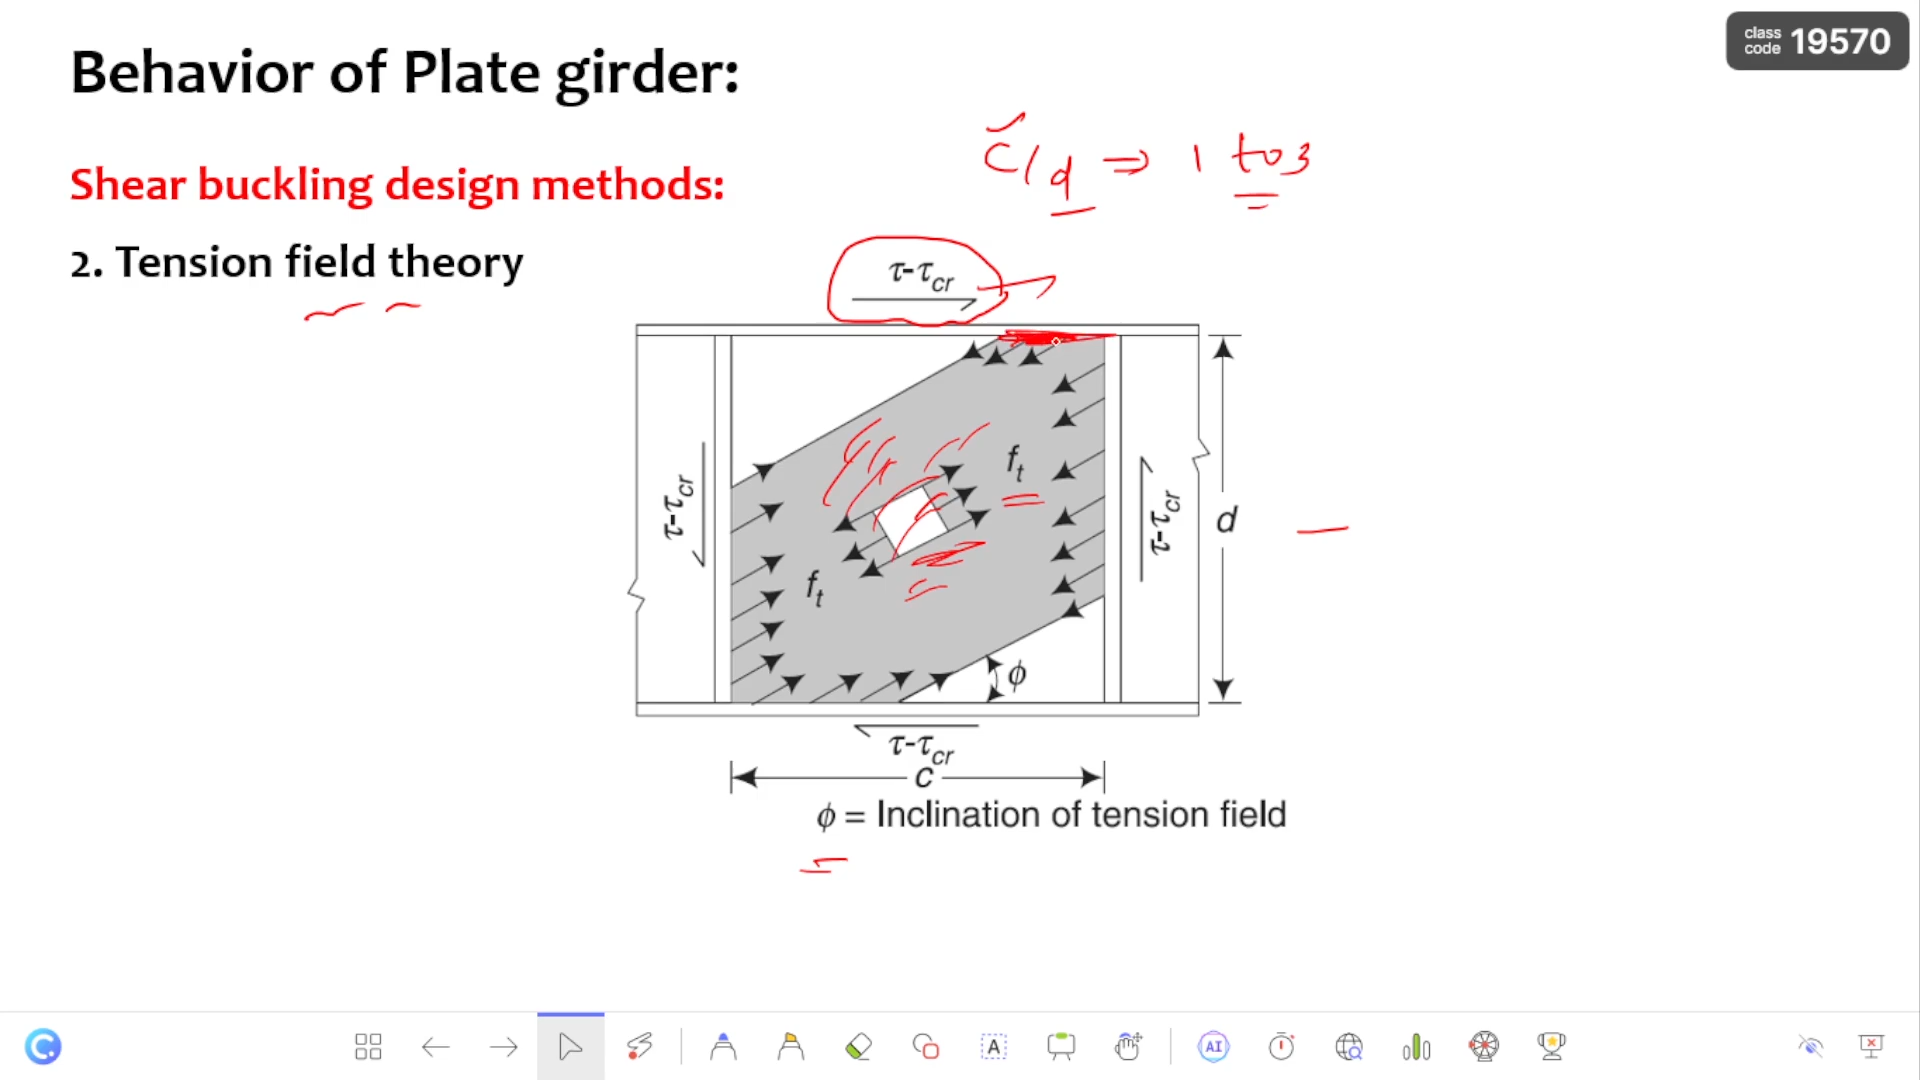 class code 19570
Behavior of Plate girder:
c/d ⇒ 1 to 3
Shear buckling design methods:
2. Tension field theory
τ-τcr
ft
τ-τcr
τ-τcr
d
ft
ϕ
τ-τcr
c
ϕ = Inclination of tension field
A
AI